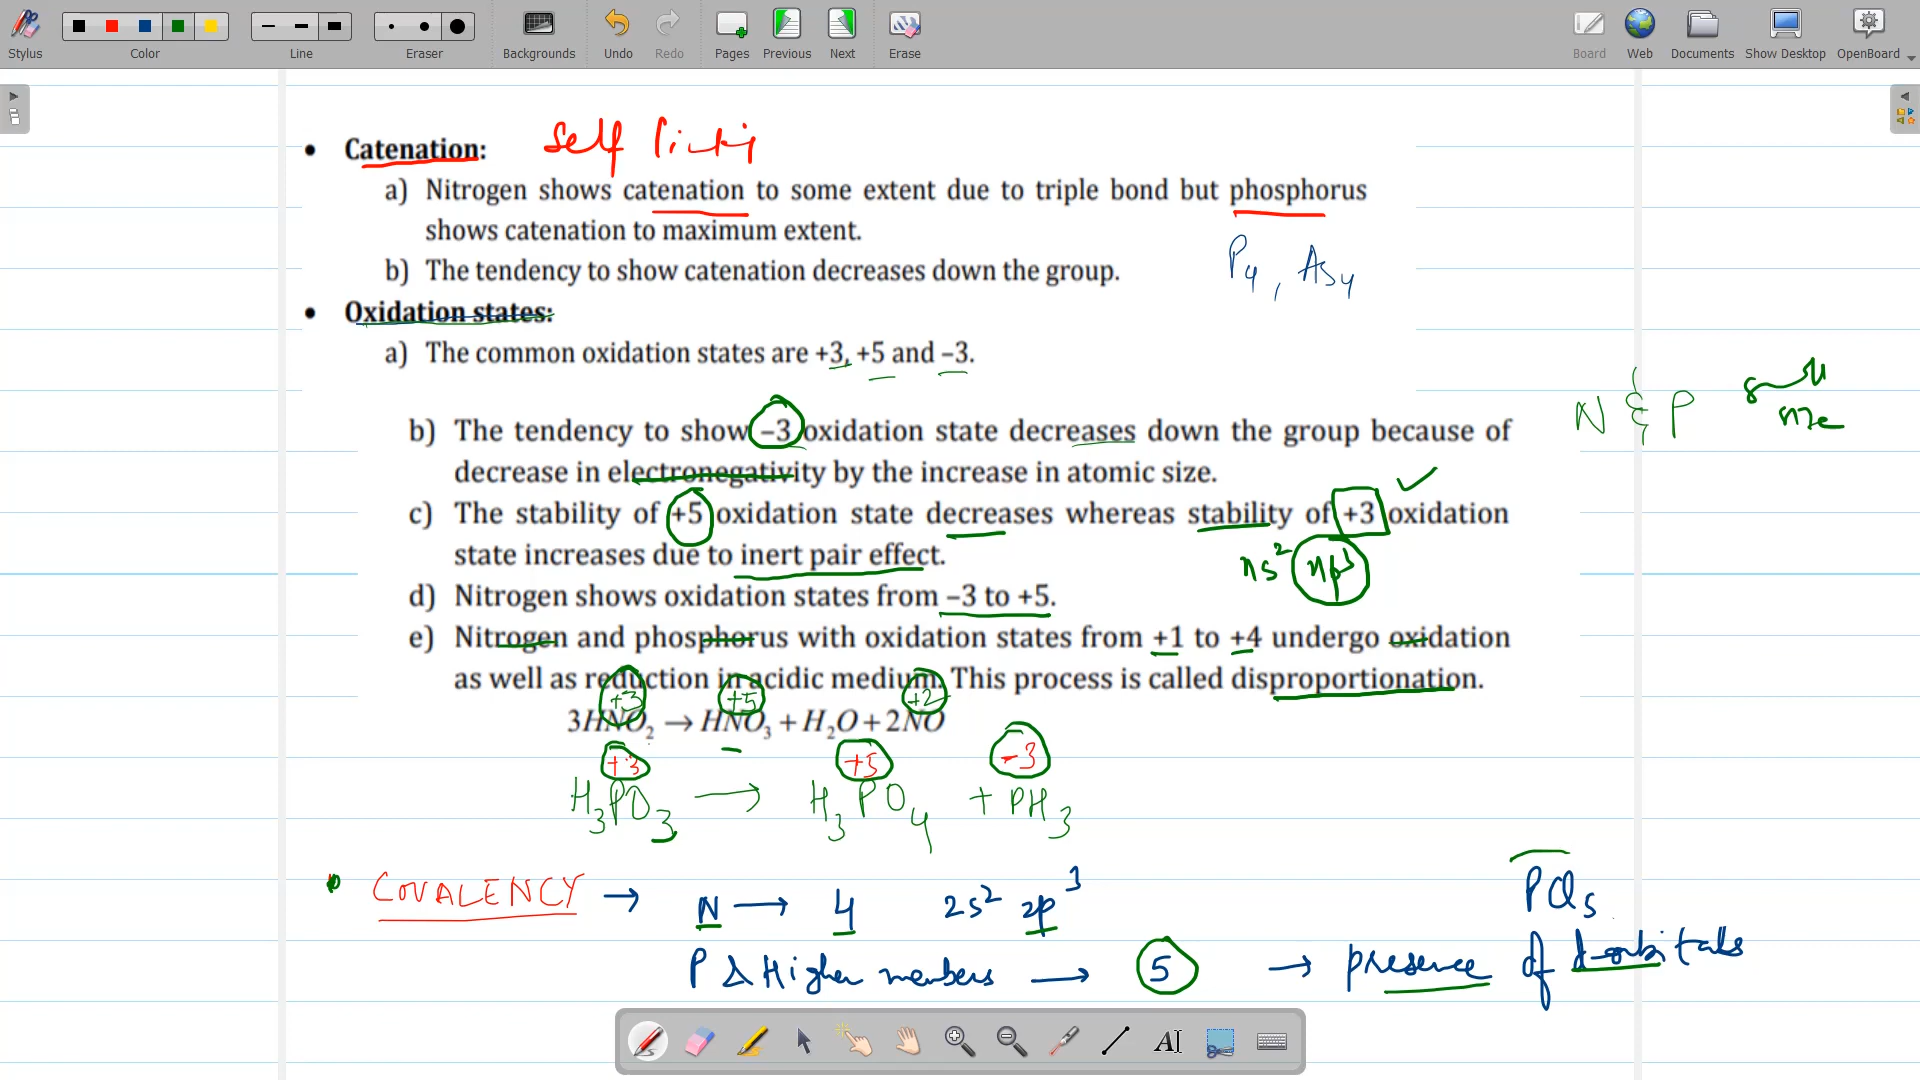 Stylus Color Line Eraser Backgrounds Undo Redo Pages Previous Next Erase Board Web Documents Show Desktop OpenBoard
• Catenation: Self
a) Nitrogen shows catenation to some extent due to triple bond but phosphorus
shows catenation to maximum extent.
P4, As4
b) The tendency to show catenation decreases down the group.
• Oxidation states:
a) The common oxidation states are +3, +5 and –3.
N & P small size
b) The tendency to show –3 oxidation state decreases down the group because of
decrease in electronegativity by the increase in atomic size.
c) The stability of +5 oxidation state decreases whereas stability of +3 oxidation
state increases due to inert pair effect.
ns² np³
d) Nitrogen shows oxidation states from –3 to +5.
e) Nitrogen and phosphorus with oxidation states from +1 to +4 undergo oxidation
as well as reduction in acidic medium. This process is called disproportionation.
+3 +5 +2
3HNO₂ → HNO₃ + H₂O + 2NO
+3 +5 -3
H₃PO₃ → H₃PO₄ + PH₃
• COVALENCY → N → 4 2s² 2p³
PCl₅
P & Higher members → 5 → presence of d-orbitals
AI